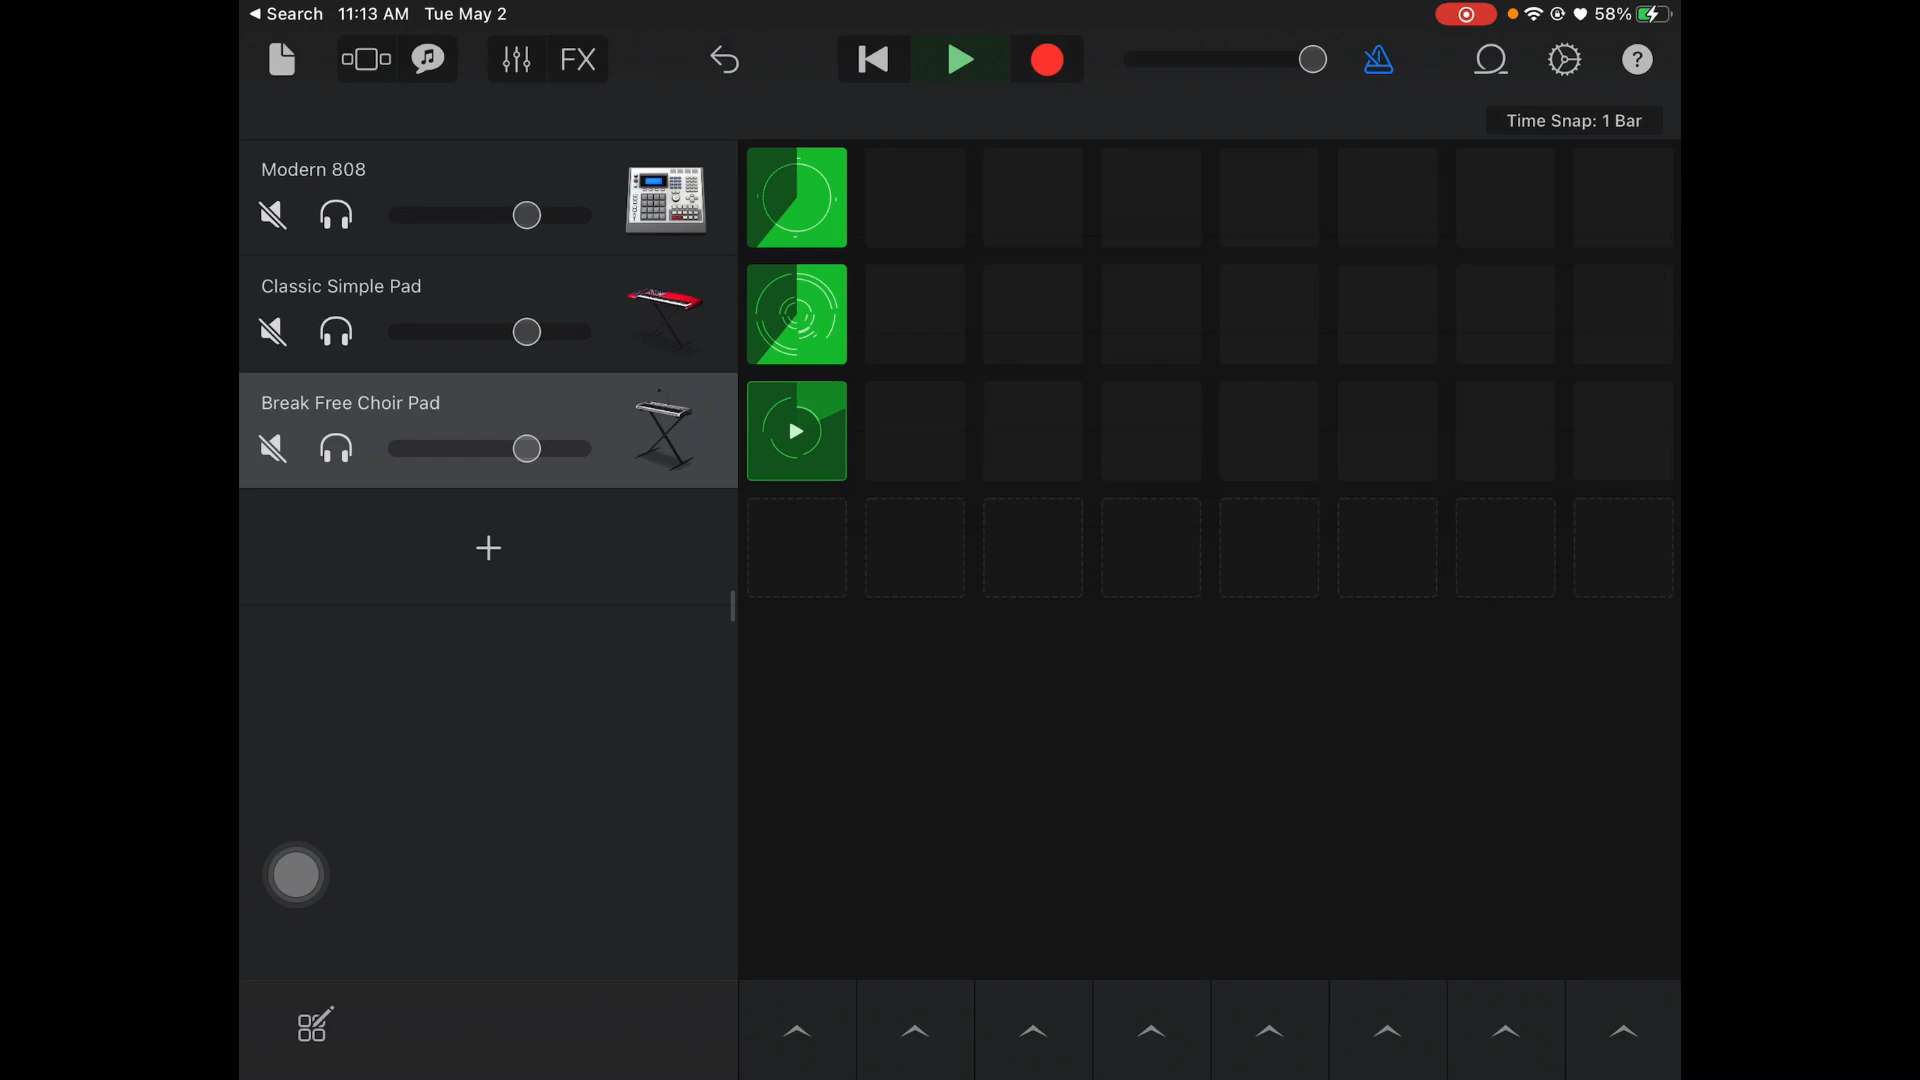 Search 11:13 AM Tue May 2
58%
FX
?
Time Snap: 1 Bar
Modern 808
Classic Simple Pad
Break Free Choir Pad